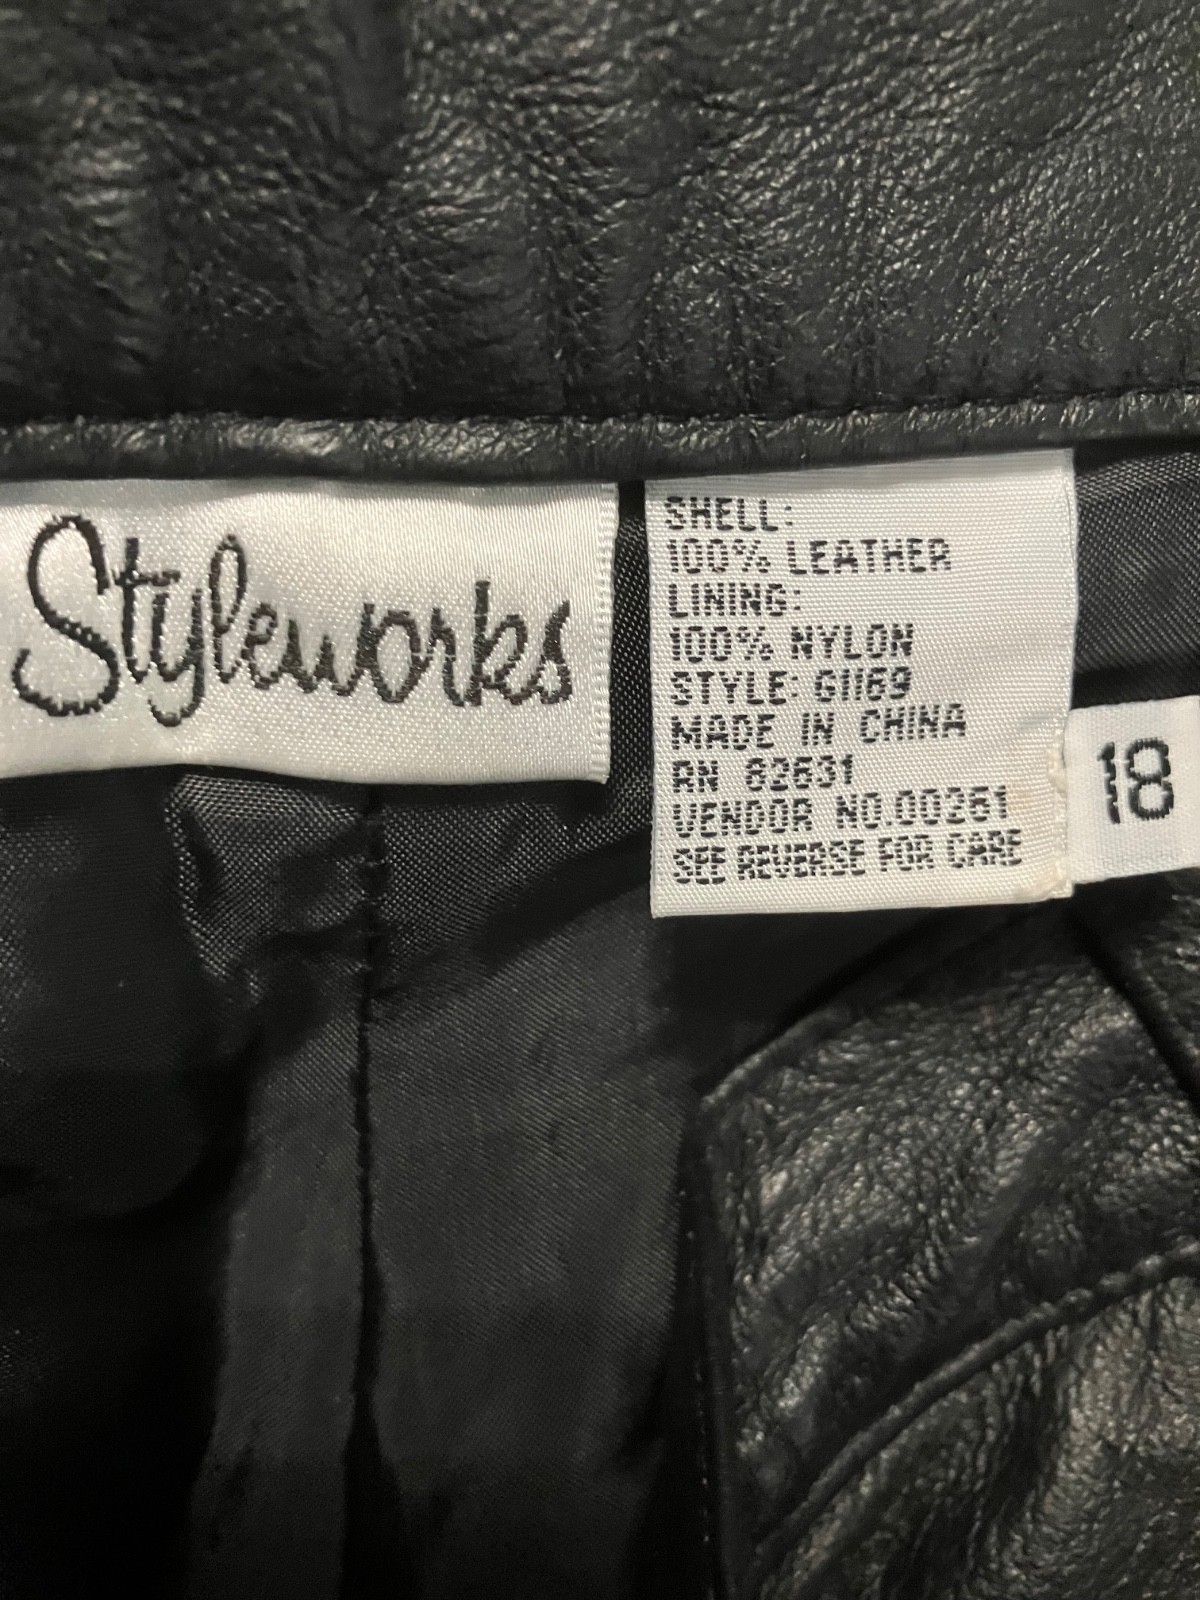 Styleworks
SHELL:
100% LEATHER
LINING:
100% NYLON
STYLE: G1169
MADE IN CHINA
RN 82631
VENDOR NO.00261
SEE REVERSE FOR CARE
18